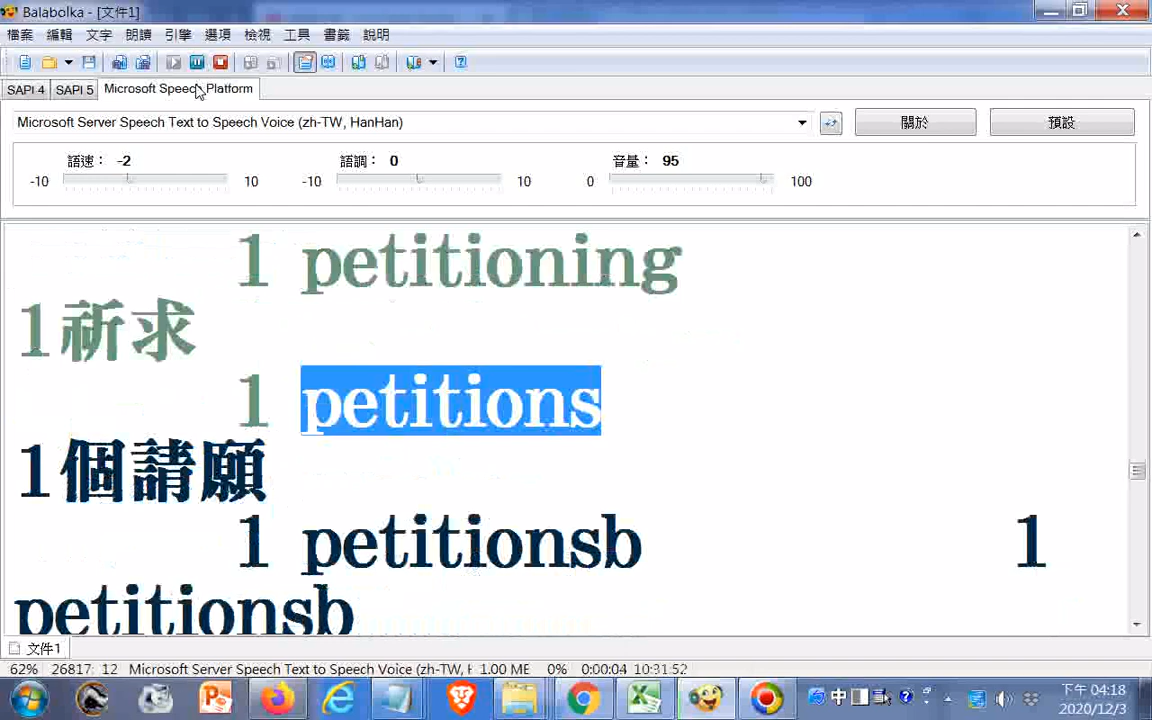 Balabolka - [文件1]
檔案 編輯 文字 朗讀 引擎 選項 檢視 工具 書籤 說明
SAPI 4 SAPI 5 Microsoft Speech Platform
Microsoft Server Speech Text to Speech Voice (zh-TW, HanHan) 關於 預設
語速： -2 語調： 0 音量： 95
-10 10 -10 10 0 100
1 petitioning
1祈求
1 petitions
1個請願
1 petitionsb 1
petitionsb
文件1
62% 26817: 12 Microsoft Server Speech Text to Speech Voice (zh-TW, H 1.00 ME 0% 0:00:04 10:31:52
中 下午 04:18
2020/12/3